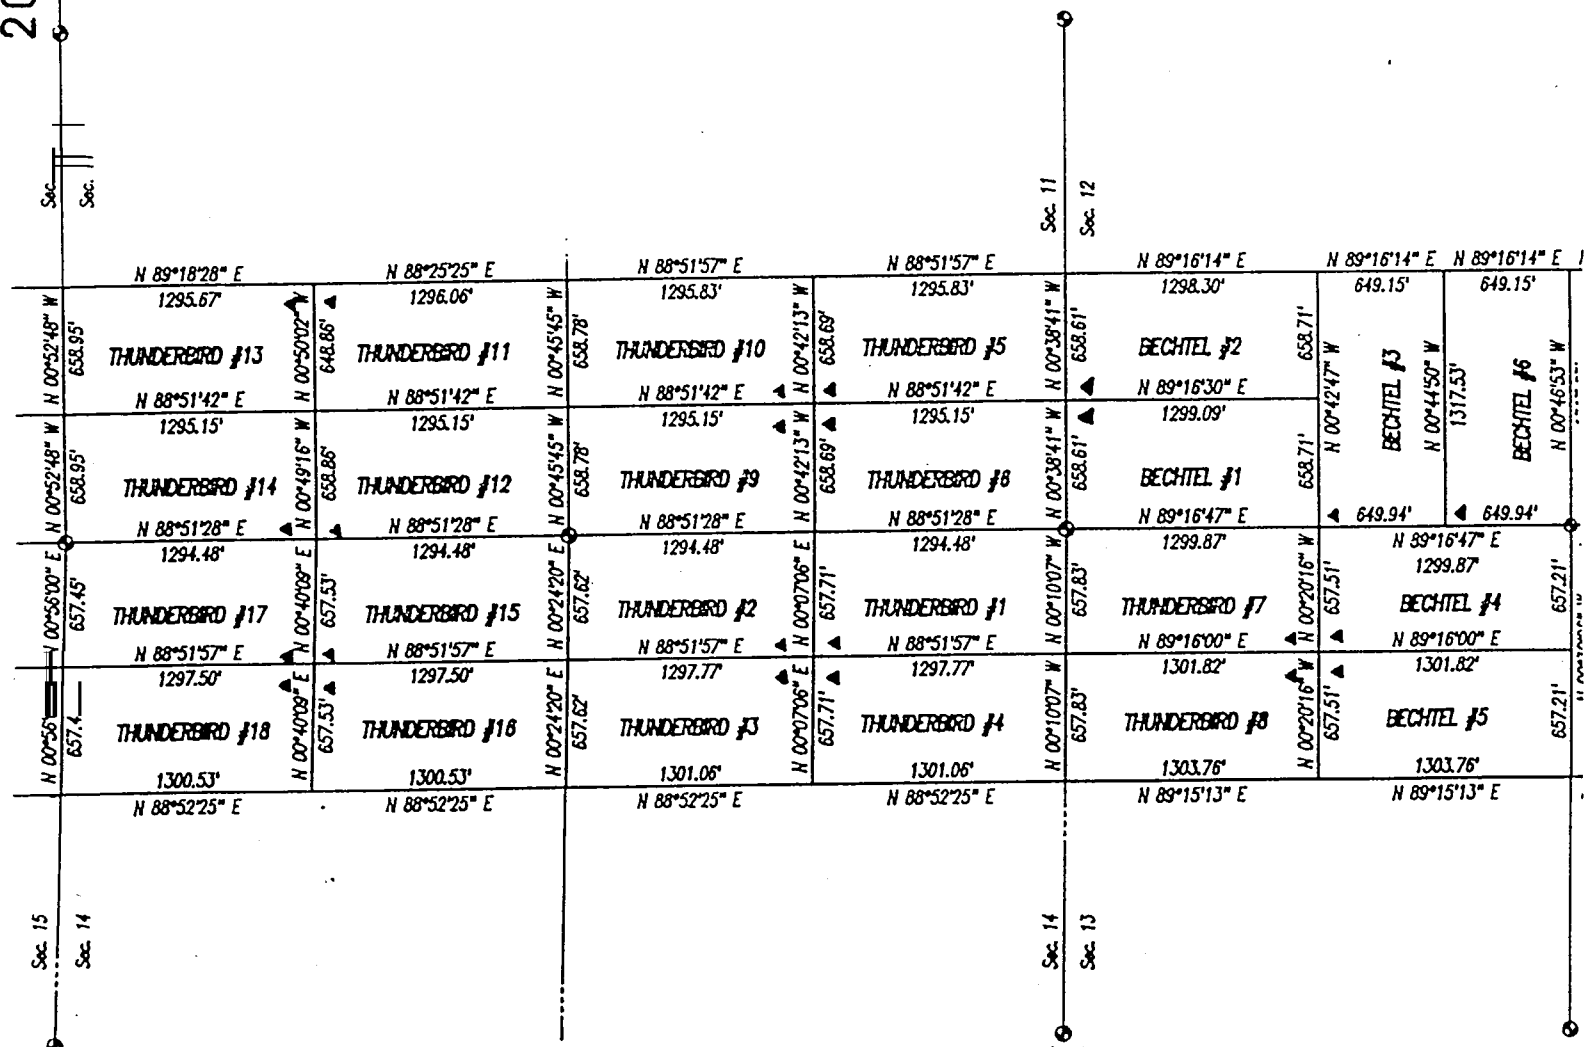 20
Sec.
Sec.
Sec. 11
Sec. 12
N 89°18'28" E
N 88°25'25" E
N 88°51'57" E
N 88°51'57" E
N 89°16'14" E
N 89°16'14" E
N 89°16'14" E
1295.67'
1296.06'
1295.83'
1295.83'
1298.30'
649.15'
649.15'
N 00°52'48" W
658.95'
THUNDERBIRD #13
N 00°50'02" W
648.86'
THUNDERBIRD #11
N 00°45'45" W
658.78'
THUNDERBIRD #10
N 00°42'13" W
658.69'
THUNDERBIRD #5
N 00°38'41" W
658.61'
BECHTEL #2
658.71'
N 00°42'47" W
BECHTEL #3
N 00°44'50" W
1317.53'
BECHTEL #6
N 00°46'53" W
N 88°51'42" E
N 88°51'42" E
N 88°51'42" E
N 88°51'42" E
N 89°16'30" E
1295.15'
1295.15'
1295.15'
1295.15'
1299.09'
N 00°52'48" W
658.95'
THUNDERBIRD #14
N 00°49'16" W
658.86'
THUNDERBIRD #12
N 00°45'45" W
658.78'
THUNDERBIRD #9
N 00°42'13" W
658.69'
THUNDERBIRD #6
N 00°38'41" W
658.61'
BECHTEL #1
658.71'
N 88°51'28" E
N 88°51'28" E
N 88°51'28" E
N 88°51'28" E
N 89°16'47" E
649.94'
649.94'
1294.48'
1294.48'
1294.48'
1294.48'
1299.87'
N 89°16'47" E
1299.87'
N 00°56'00" E
657.45'
THUNDERBIRD #17
N 00°40'09" E
657.53'
THUNDERBIRD #15
N 00°24'20" E
657.62'
THUNDERBIRD #2
N 00°07'06" E
657.71'
THUNDERBIRD #1
N 00°10'07" W
657.83'
THUNDERBIRD #7
N 00°20'16" W
657.51'
BECHTEL #4
657.21'
N 88°51'57" E
N 88°51'57" E
N 88°51'57" E
N 88°51'57" E
N 89°16'00" E
N 89°16'00" E
1297.50'
1297.50'
1297.77'
1297.77'
1301.82'
1301.82'
N 00°56'
657.4
THUNDERBIRD #18
N 00°40'09" E
657.53'
THUNDERBIRD #16
N 00°24'20" E
657.62'
THUNDERBIRD #3
N 00°07'06" E
657.71'
THUNDERBIRD #4
N 00°10'07" W
657.83'
THUNDERBIRD #8
N 00°20'16" W
657.51'
BECHTEL #5
657.21'
1300.53'
1300.53'
1301.06'
1301.06'
1303.76'
1303.76'
N 88°52'25" E
N 88°52'25" E
N 88°52'25" E
N 88°52'25" E
N 89°15'13" E
N 89°15'13" E
Sec. 15
Sec. 14
Sec. 14
Sec. 13